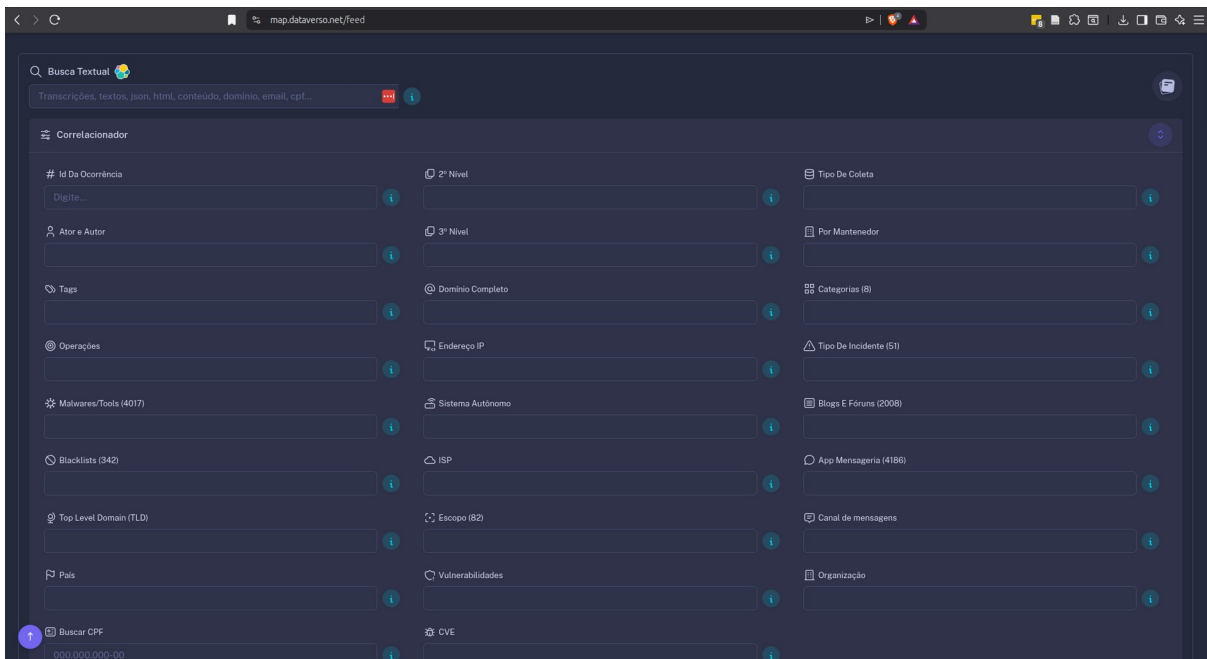 map.dataverso.net/feed
8
Busca Textual
Transcrições, textos, json, html, conteúdo, domínio, email, cpf...
Correlacionador
Id Da Ocorrência
2º Nível
Tipo De Coleta
Digite...
Ator e Autor
3º Nível
Por Mantenedor
Tags
Domínio Completo
Categorias (8)
Operações
Endereço IP
Tipo De Incidente (51)
Malwares/Tools (4017)
Sistema Autônomo
Blogs E Fóruns (2008)
Blacklists (342)
ISP
App Mensageria (4186)
Top Level Domain (TLD)
Escopo (82)
Canal de mensagens
País
Vulnerabilidades
Organização
Buscar CPF
CVE
000.000.000-00